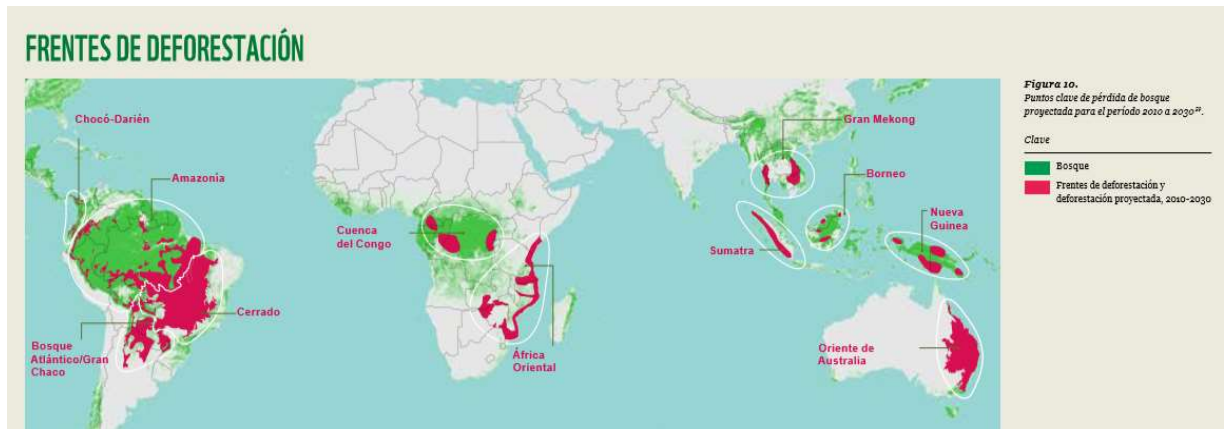 FRENTES DE DEFORESTACIÓN
Figura 10.
Puntos clave de pérdida de bosque
proyectada para el período 2010 a 2030²⁸.
Clave
Bosque
Frentes de deforestación y
deforestación proyectada, 2010-2030
Chocó-Darién
Amazonía
Cerrado
Bosque
Atlántico/Gran
Chaco
Cuenca
del Congo
África
Oriental
Gran Mekong
Borneo
Sumatra
Nueva
Guinea
Oriente de
Australia